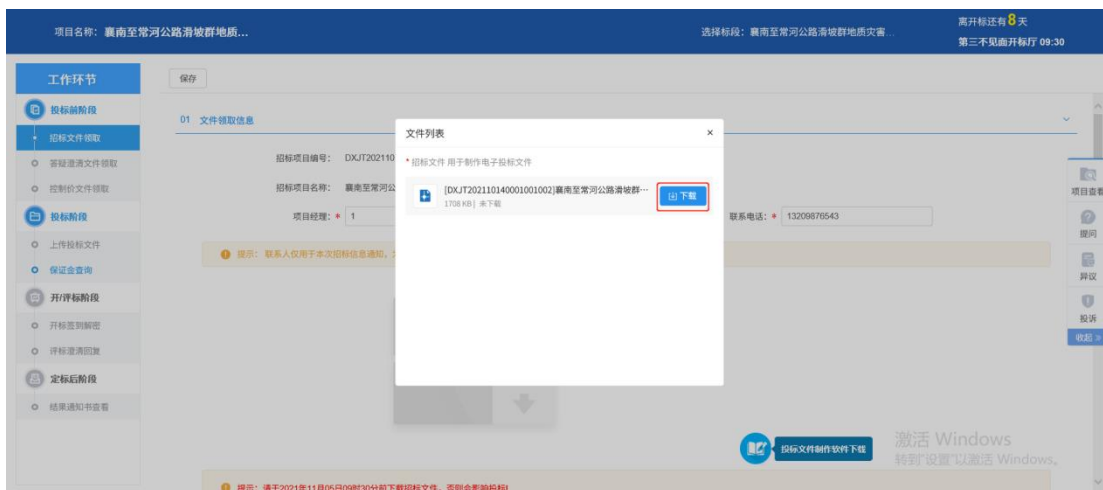 项目名称：襄南至常河公路滑坡群地质...
选择标段：襄南至常河公路滑坡群地质灾害...
离开标还有8天
第三不见面开标厅 09:30
工作环节
保存
投标前阶段
招标文件领取
答疑澄清文件领取
控制价文件领取
投标阶段
上传投标文件
保证金查询
开/评标阶段
开标签到解密
评标澄清回复
定标后阶段
结果通知书查看
01 文件领取信息
招标项目编号： DXJT202110
招标项目名称： 襄南至常河公
项目经理：* 1
联系电话：* 13209876543
提示：联系人仅用于本次招标信息通知，
文件列表 ×
* 招标文件 用于制作电子投标文件
[DXJT202110140001001002]襄南至常河公路滑坡群…
1708 KB | 未下载
下载
项目查看
提问
异议
投诉
收起 »
投标文件制作软件下载
激活 Windows
转到"设置"以激活 Windows。
提示：请于2021年11月05日09时30分前下载招标文件，否则会影响投标!